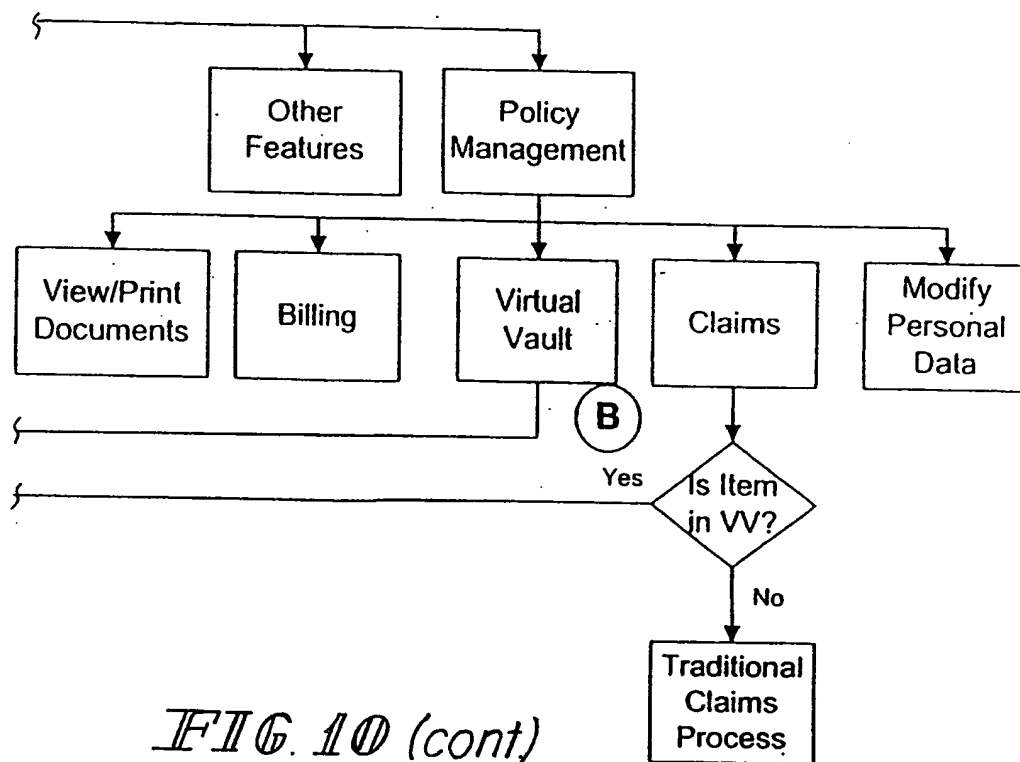 Other
Features
Policy
Management
View/Print
Documents
Billing
Virtual
Vault
Claims
Modify
Personal
Data
B
Yes
Is Item
in VV?
No
Traditional
Claims
Process
FIG. 10 (cont)